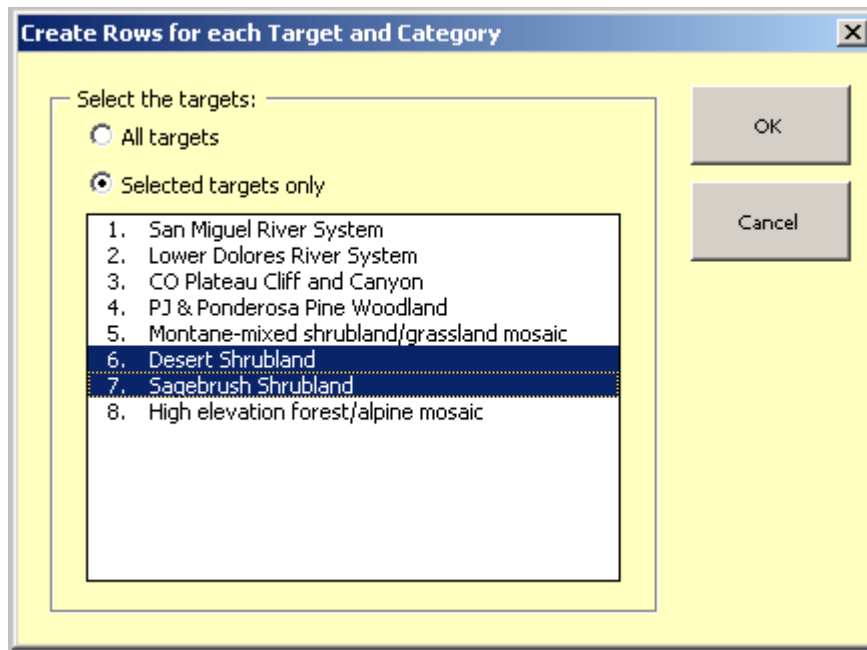 Create Rows for each Target and Category
Select the targets:
All targets
Selected targets only
1. San Miguel River System
2. Lower Dolores River System
3. CO Plateau Cliff and Canyon
4. PJ & Ponderosa Pine Woodland
5. Montane-mixed shrubland/grassland mosaic
6. Desert Shrubland
7. Sagebrush Shrubland
8. High elevation forest/alpine mosaic
OK
Cancel